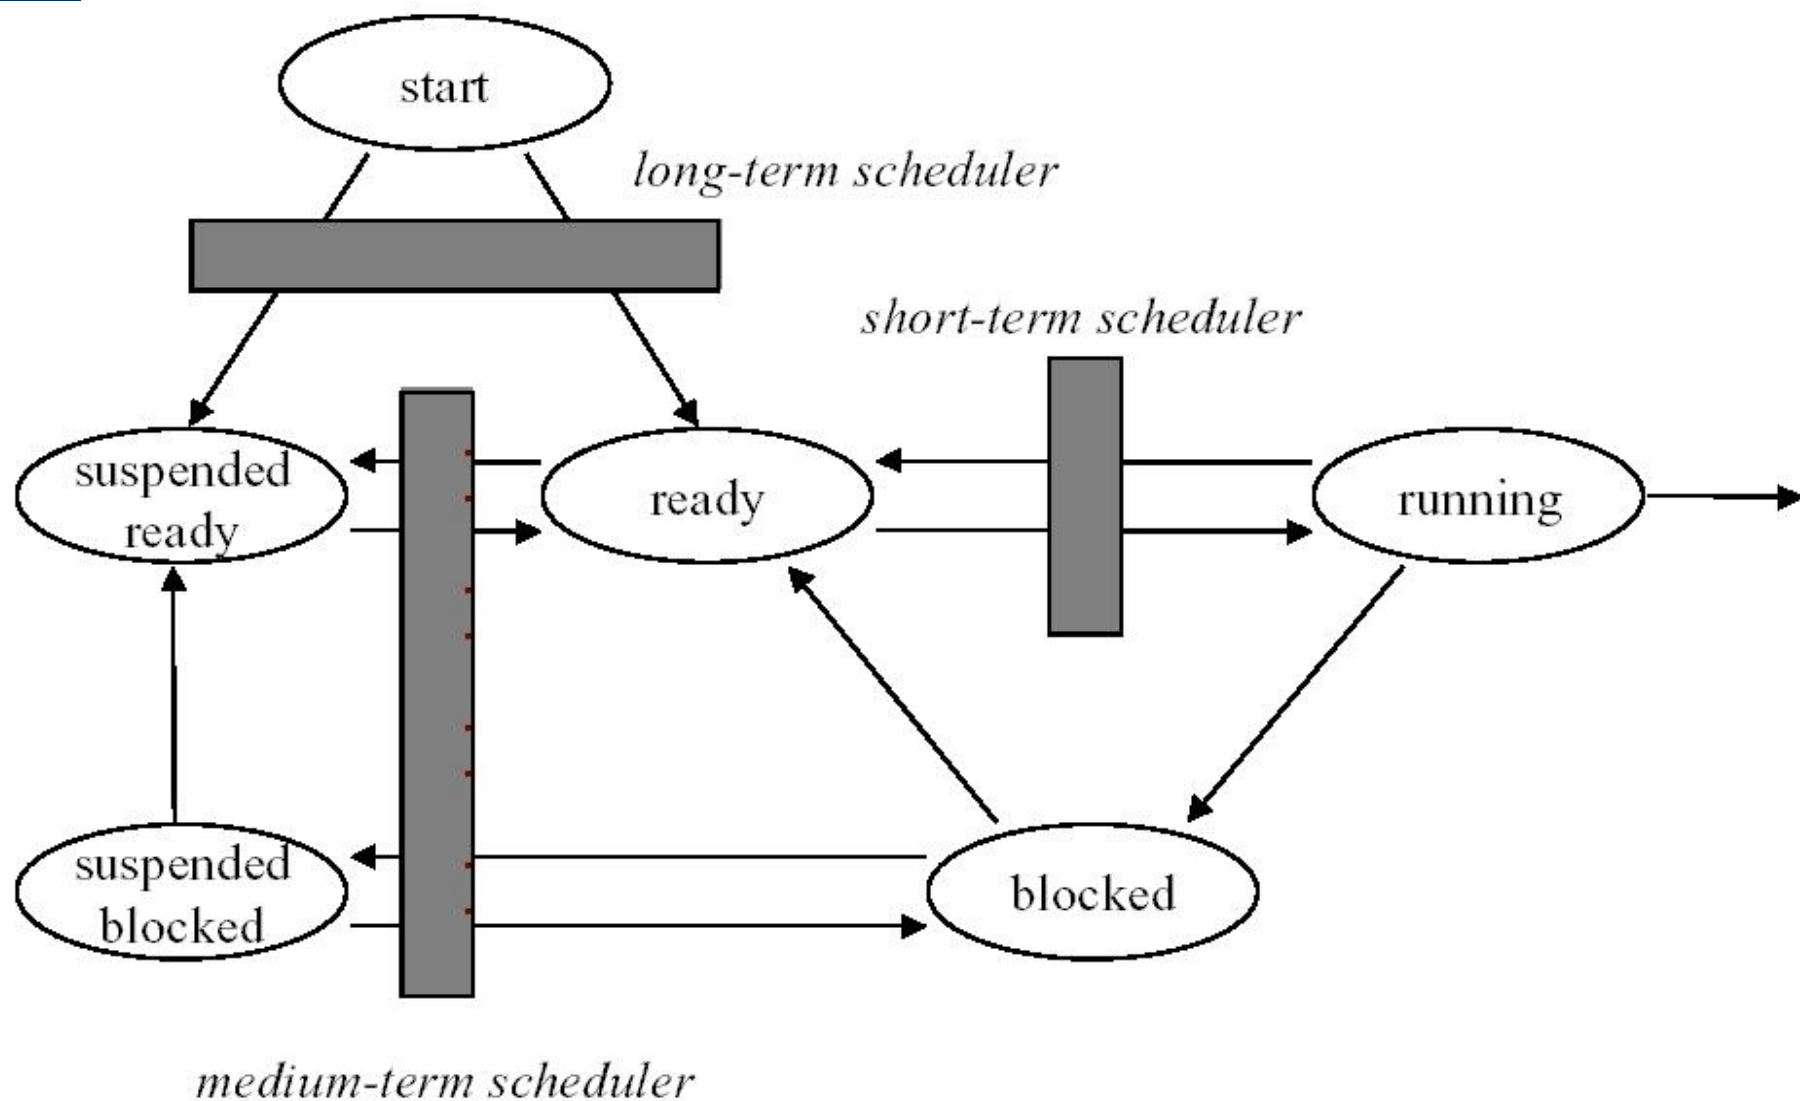 start
long-term scheduler
short-term scheduler
suspended
ready
ready
running
suspended
blocked
blocked
medium-term scheduler